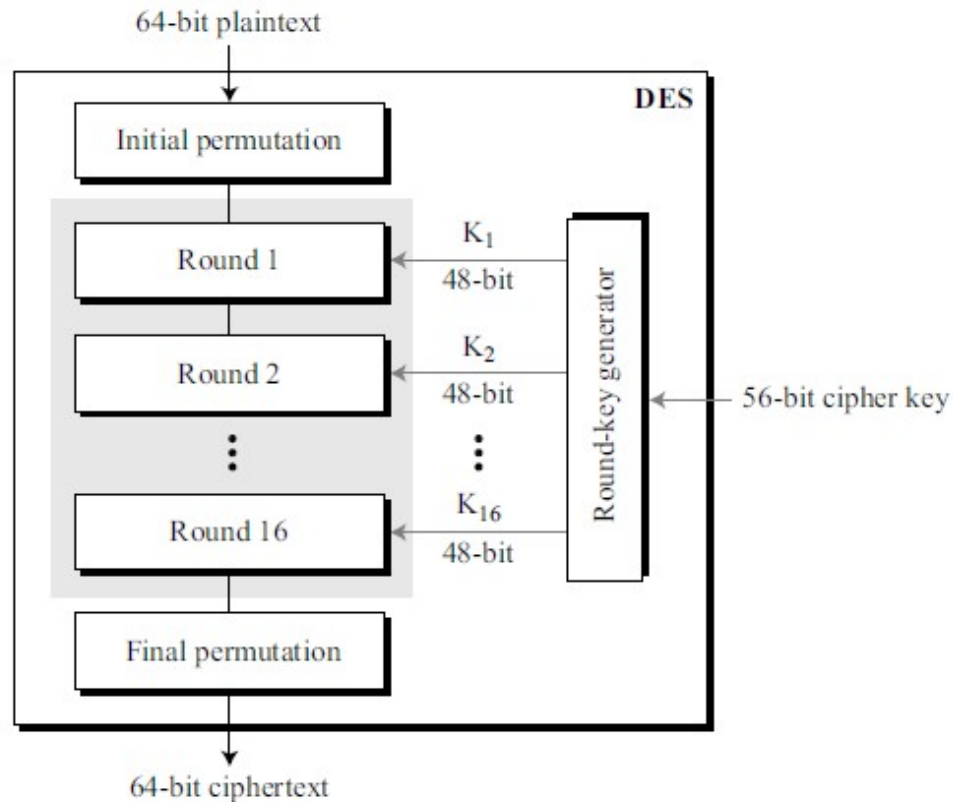 64-bit plaintext
DES
Initial permutation
Round 1
K1
48-bit
Round 2
K2
48-bit
Round-key generator
56-bit cipher key
Round 16
K16
48-bit
Final permutation
64-bit ciphertext